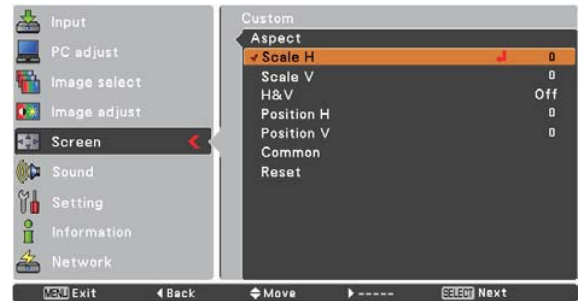 Input
PC adjust
Image select
Image adjust
Screen
Sound
Setting
Information
Network
Custom
Aspect
Scale H 0
Scale V 0
H&V Off
Position H 0
Position V 0
Common
Reset
MENU Exit Back Move ----- SELECT Next